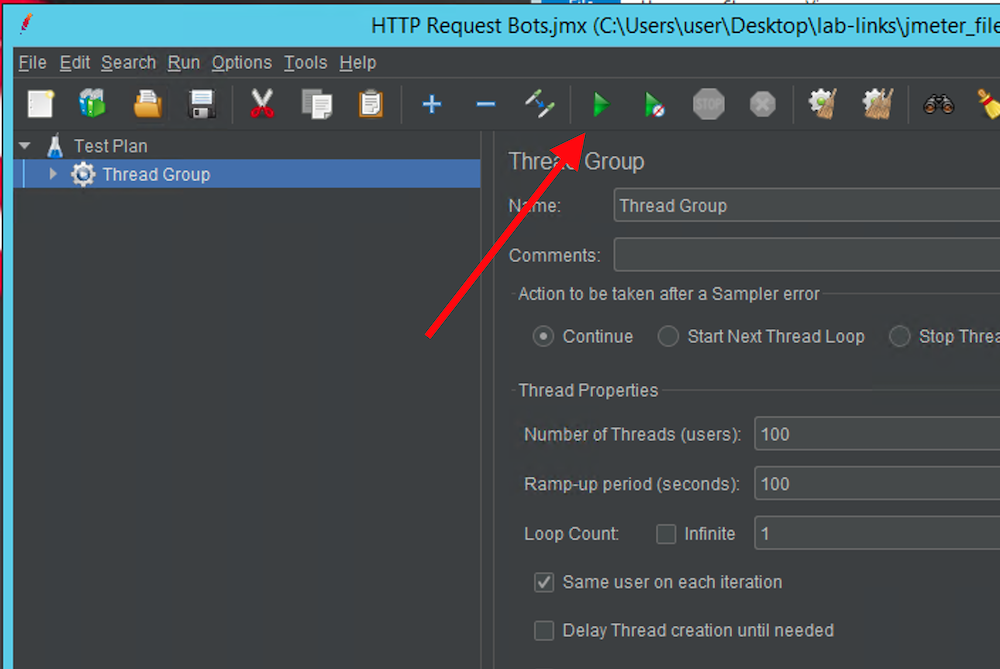 HTTP Request Bots.jmx (C:\Users\user\Desktop\lab-links\jmeter_file
File Edit Search Run Options Tools Help
STOP
Test Plan
Thread Group
Thread Group
Name: Thread Group
Comments:
Action to be taken after a Sampler error
Continue Start Next Thread Loop Stop Threa
Thread Properties
Number of Threads (users): 100
Ramp-up period (seconds): 100
Loop Count: Infinite 1
Same user on each iteration
Delay Thread creation until needed